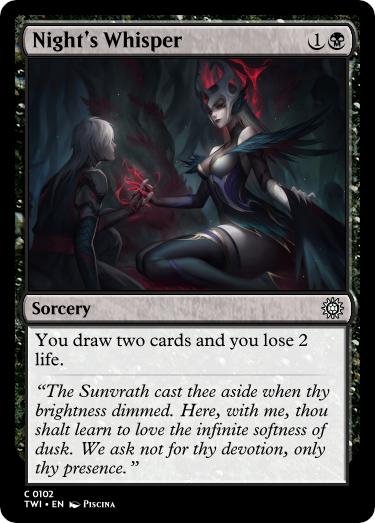 Night's Whisper
1
Sorcery
You draw two cards and you lose 2
life.
“The Sunvrath cast thee aside when thy
brightness dimmed. Here, with me, thou
shalt learn to love the infinite softness of
dusk. We ask not for thy devotion, only
thy presence.”
C 0102
TWI • EN Piscina